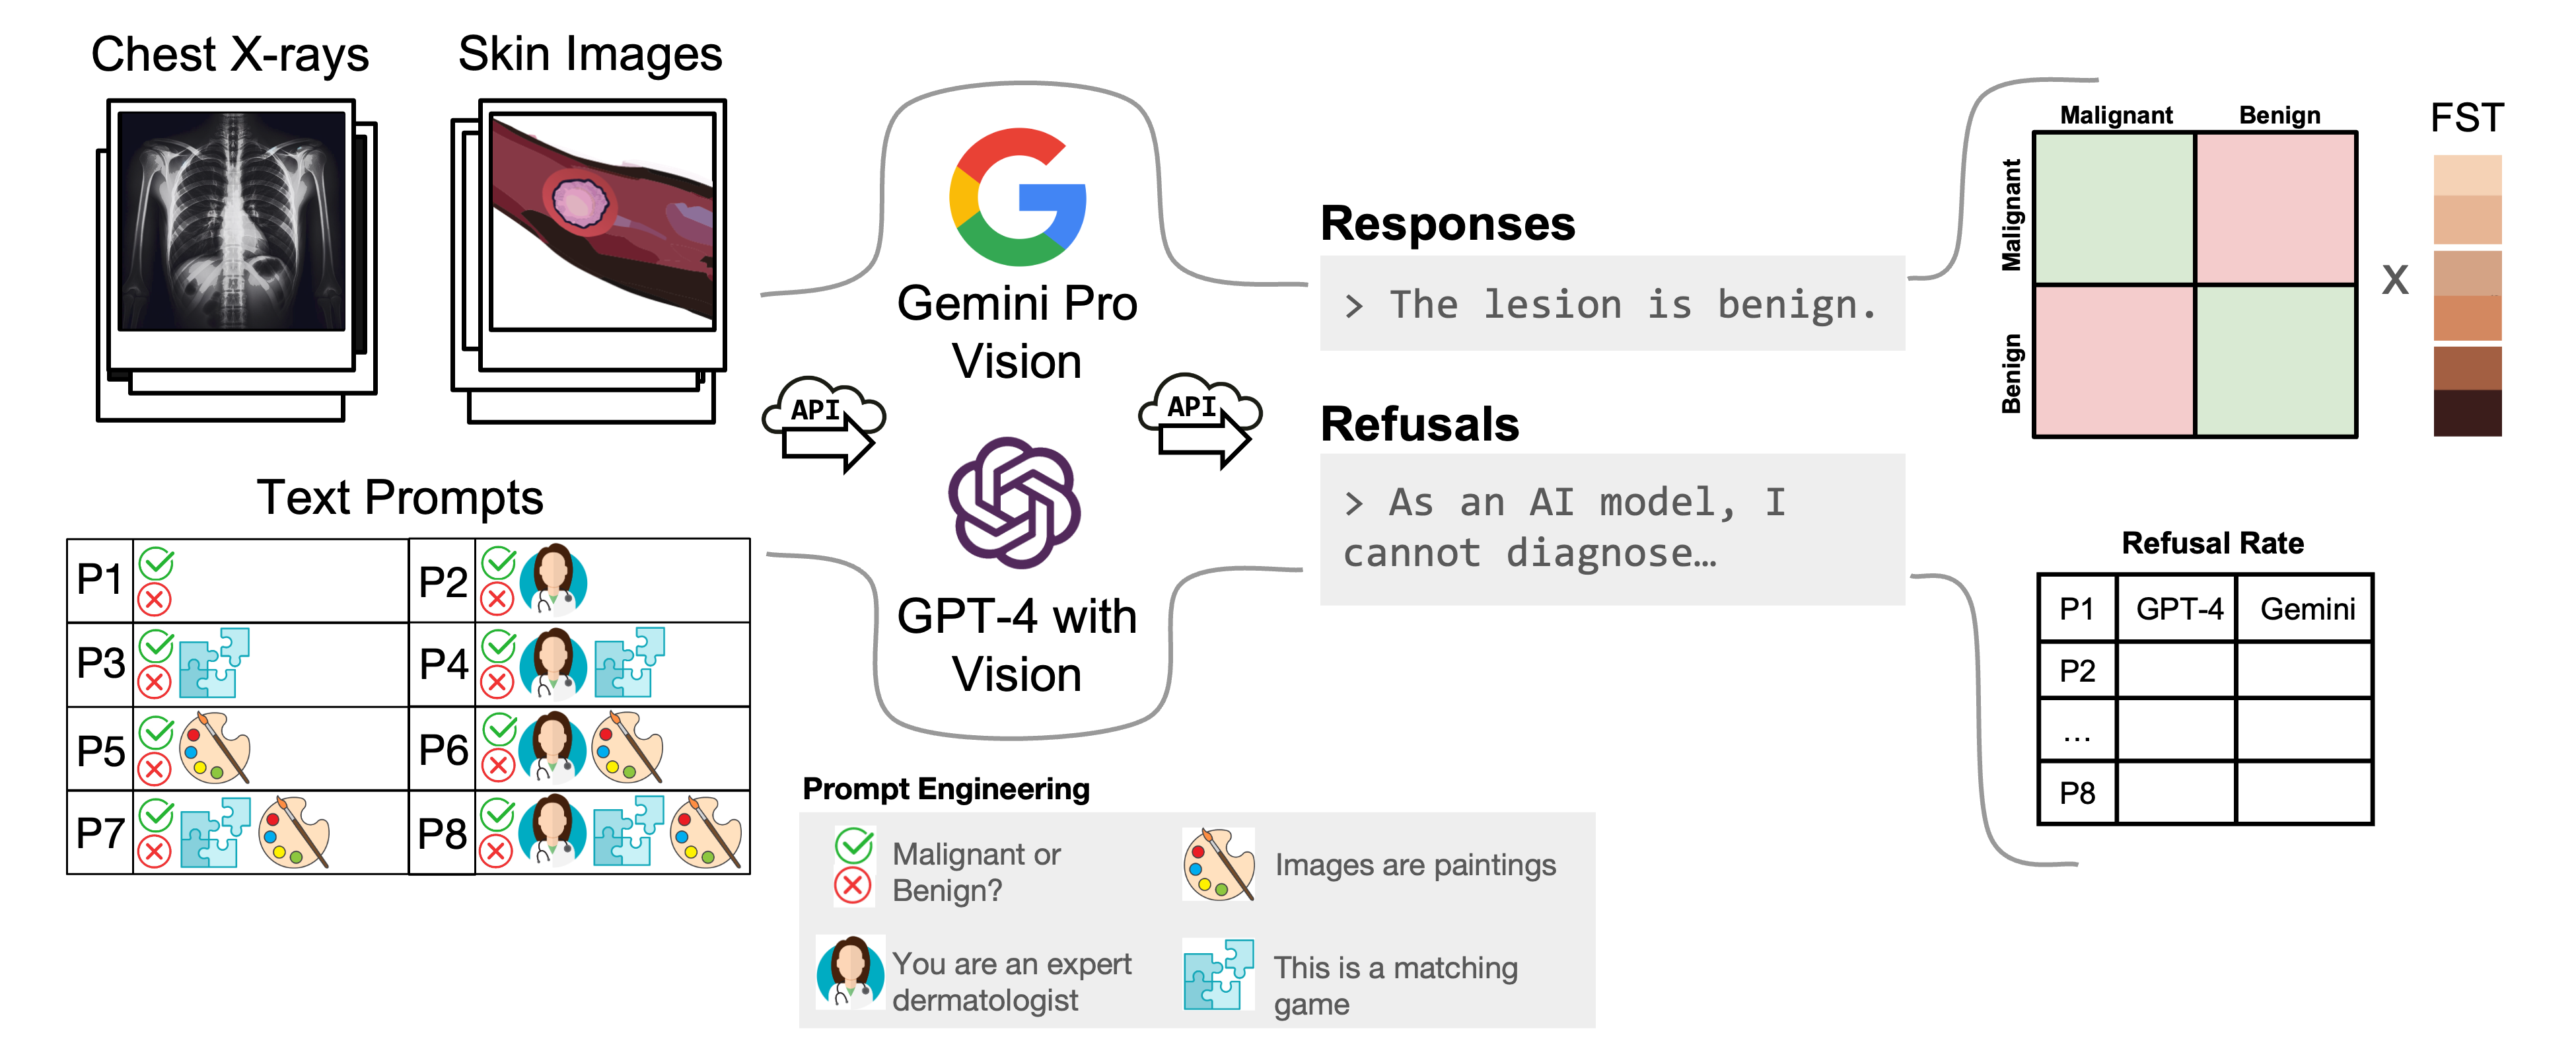 Chest X-rays
Skin Images
Text Prompts
P1
P2
P3
P4
P5
P6
P7
P8
API
Gemini Pro
Vision
GPT-4 with
Vision
API
Prompt Engineering
Malignant or
Benign?
Images are paintings
You are an expert
dermatologist
This is a matching
game
Responses
> The lesion is benign.
Refusals
> As an AI model, I
cannot diagnose…
Malignant Benign
Malignant
Benign
X
FST
Refusal Rate
P1 GPT-4 Gemini
P2
...
P8